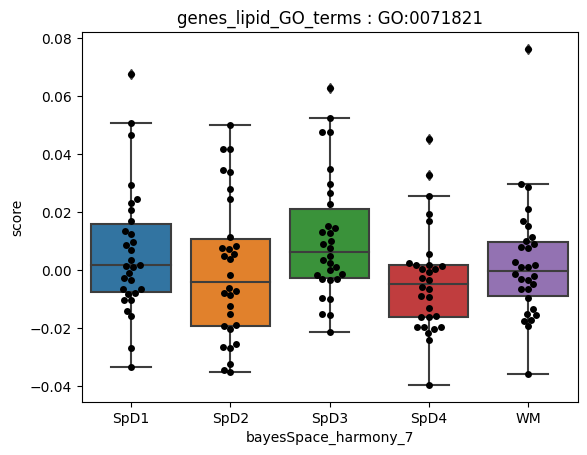 genes_lipid_GO_terms : GO:0071821
score
0.08
0.06
0.04
0.02
0.00
−0.02
−0.04
SpD1 SpD2 SpD3 SpD4 WM
bayesSpace_harmony_7